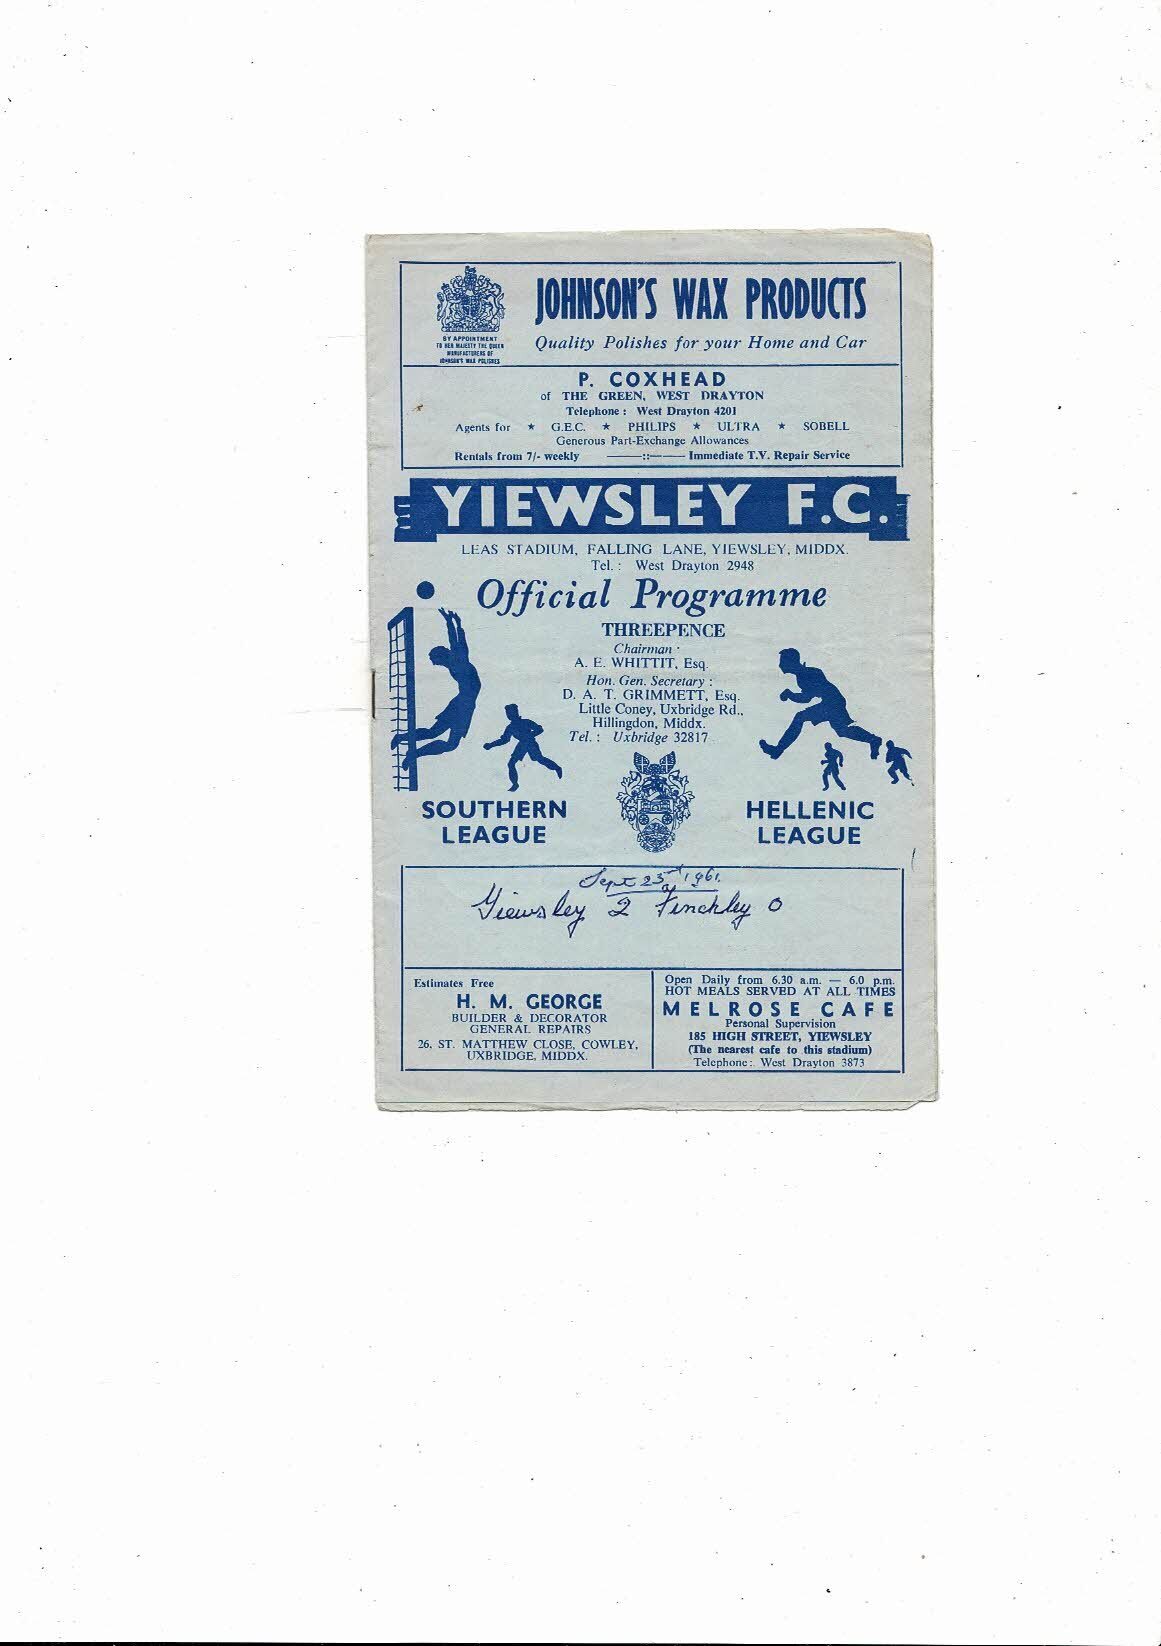 JOHNSON'S WAX PRODUCTS
BY APPOINTMENT
TO HER MAJESTY THE QUEEN
MANUFACTURERS OF
JOHNSON'S WAX POLISHES
Quality Polishes for your Home and Car
P. COXHEAD
of THE GREEN, WEST DRAYTON
Telephone : West Drayton 4201
Agents for ★ G.E.C. ★ PHILIPS ★ ULTRA ★ SOBELL
Generous Part-Exchange Allowances
Rentals from 7/- weekly ——::—— Immediate T.V. Repair Service
YIEWSLEY F.C.
LEAS STADIUM, FALLING LANE, YIEWSLEY, MIDDX.
Tel. : West Drayton 2948
Official Programme
THREEPENCE
Chairman :
A. E. WHITTIT, Esq.
Hon. Gen. Secretary :
D. A. T. GRIMMETT, Esq.
Little Coney, Uxbridge Rd.,
Hillingdon, Middx.
Tel. : Uxbridge 32817
SOUTHERN
LEAGUE
HELLENIC
LEAGUE
Sept 23rd 1961.
Yiewsley 2 Finchley 0
Estimates Free
H. M. GEORGE
BUILDER & DECORATOR
GENERAL REPAIRS
26, ST. MATTHEW CLOSE, COWLEY,
UXBRIDGE, MIDDX.
Open Daily from 6.30 a.m. — 6.0 p.m.
HOT MEALS SERVED AT ALL TIMES
MELROSE CAFE
Personal Supervision
185 HIGH STREET, YIEWSLEY
(The nearest cafe to this stadium)
Telephone : West Drayton 3873